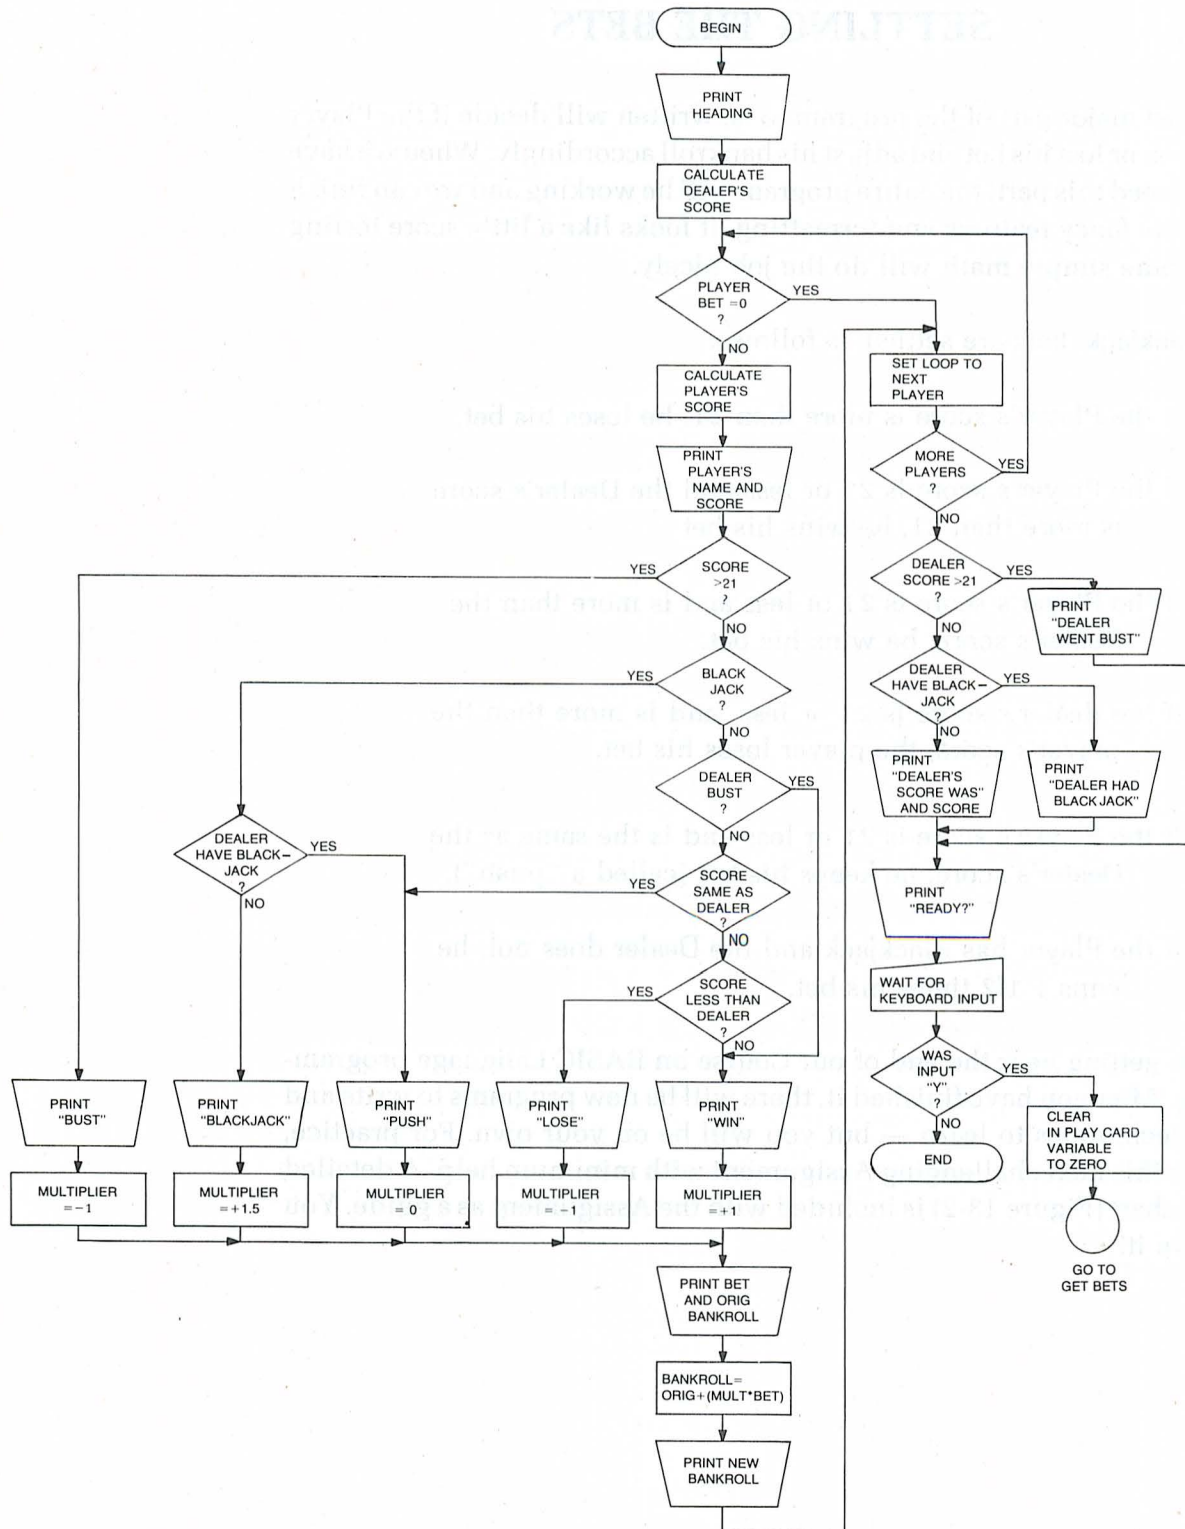 BEGIN
PRINT
HEADING
CALCULATE
DEALER'S
SCORE
PLAYER
BET =0
?
YES
NO
CALCULATE
PLAYER'S
SCORE
PRINT
PLAYER'S
NAME AND
SCORE
SCORE
>21
?
YES
NO
BLACK
JACK
?
YES
NO
DEALER
BUST
?
YES
NO
SCORE
SAME AS
DEALER
?
YES
NO
SCORE
LESS THAN
DEALER
?
YES
NO
DEALER
HAVE BLACK–
JACK
?
YES
NO
PRINT
"BUST"
PRINT
"BLACKJACK"
PRINT
"PUSH"
PRINT
"LOSE"
PRINT
"WIN"
MULTIPLIER
=–1
MULTIPLIER
=+1.5
MULTIPLIER
=0
MULTIPLIER
=–1
MULTIPLIER
=+1
PRINT BET
AND ORIG
BANKROLL
BANKROLL=
ORIG+(MULT*BET)
PRINT NEW
BANKROLL
SET LOOP TO
NEXT
PLAYER
MORE
PLAYERS
?
YES
NO
DEALER
SCORE >21
?
YES
NO
PRINT
"DEALER
WENT BUST"
DEALER
HAVE BLACK–
JACK?
YES
NO
PRINT
"DEALER'S
SCORE WAS"
AND SCORE
PRINT
"DEALER HAD
BLACKJACK"
PRINT
"READY?"
WAIT FOR
KEYBOARD INPUT
WAS
INPUT
"Y"
?
YES
NO
END
CLEAR
IN PLAY CARD
VARIABLE
TO ZERO
GO TO
GET BETS